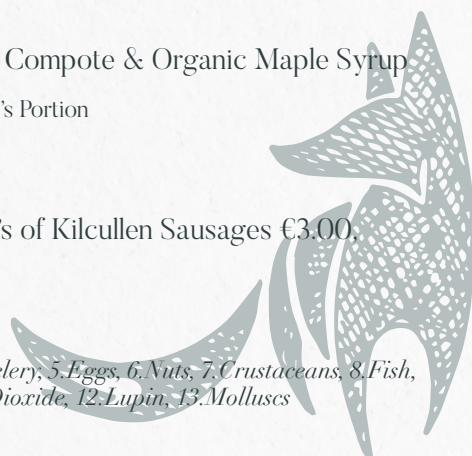 Compote & Organic Maple Syrup
's Portion
's of Kilcullen Sausages €3.00,
elery, 5.Eggs, 6.Nuts, 7.Crustaceans, 8.Fish,
Dioxide, 12.Lupin, 13.Molluscs